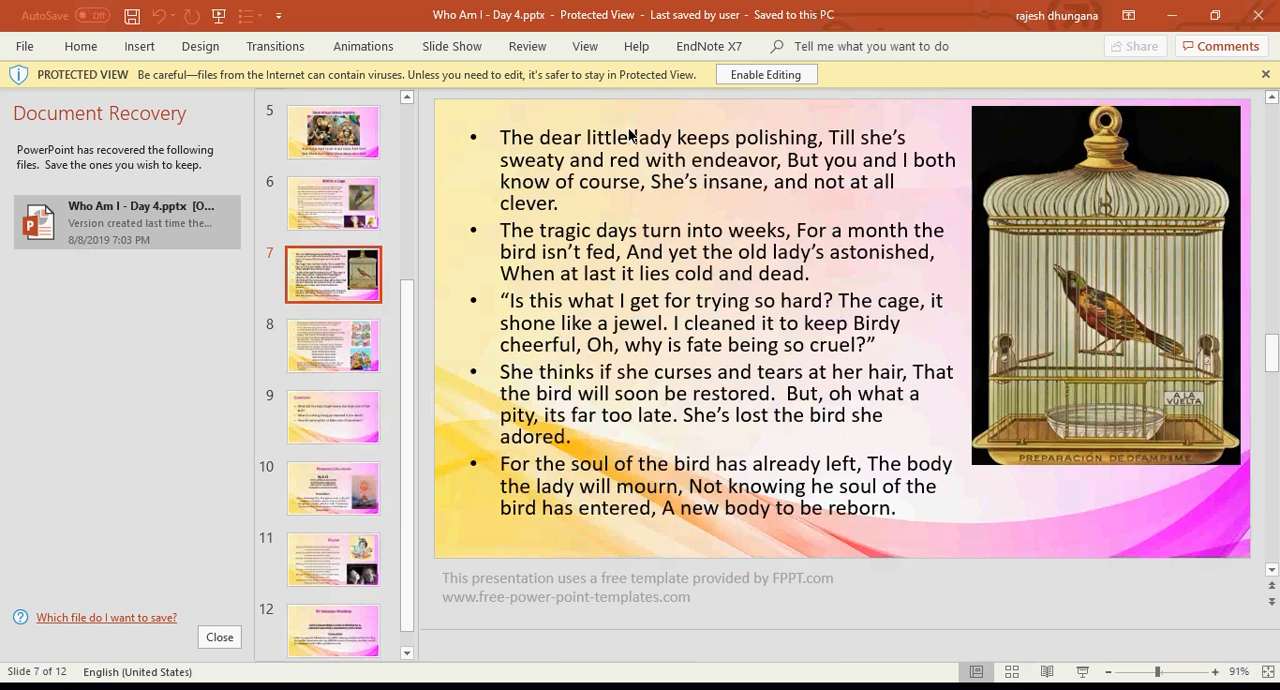 AutoSave Off
Who Am I - Day 4.pptx - Protected View - Last saved by user - Saved to this PC
rajesh dhungana
File Home Insert Design Transitions Animations Slide Show Review View Help EndNote X7 Tell me what you want to do
Share Comments
PROTECTED VIEW Be careful—files from the Internet can contain viruses. Unless you need to edit, it's safer to stay in Protected View. Enable Editing
Document Recovery
PowerPoint has recovered the following
files. Save the ones you wish to keep.
Who Am I - Day 4.pptx [O...
Version created last time the...
8/8/2019 7:03 PM
Which file do I want to save?
Close
5
6
7
8
9
10
11
12
• The dear little lady keeps polishing, Till she's
sweaty and red with endeavor, But you and I both
know of course, She's insane, and not at all
clever.
• The tragic days turn into weeks, For a month the
bird isn't fed, And yet the old lady's astonished,
When at last it lies cold and dead.
• “Is this what I get for trying so hard? The cage, it
shone like a jewel. I cleaned it to keep Birdy
cheerful. Oh, why is fate being so cruel?”
• She thinks if she curses and tears at her hair, That
the bird will soon be restored. But, oh what a
pity, its far too late. She's lost the bird she
adored.
• For the soul of the bird has already left, The body
the lady will mourn, Not knowing he soul of the
bird has entered, A new body to be reborn.
A LA
VUELTA
This presentation uses a free template provided by FPPT.com
www.free-power-point-templates.com
Slide 7 of 12 English (United States)
91%